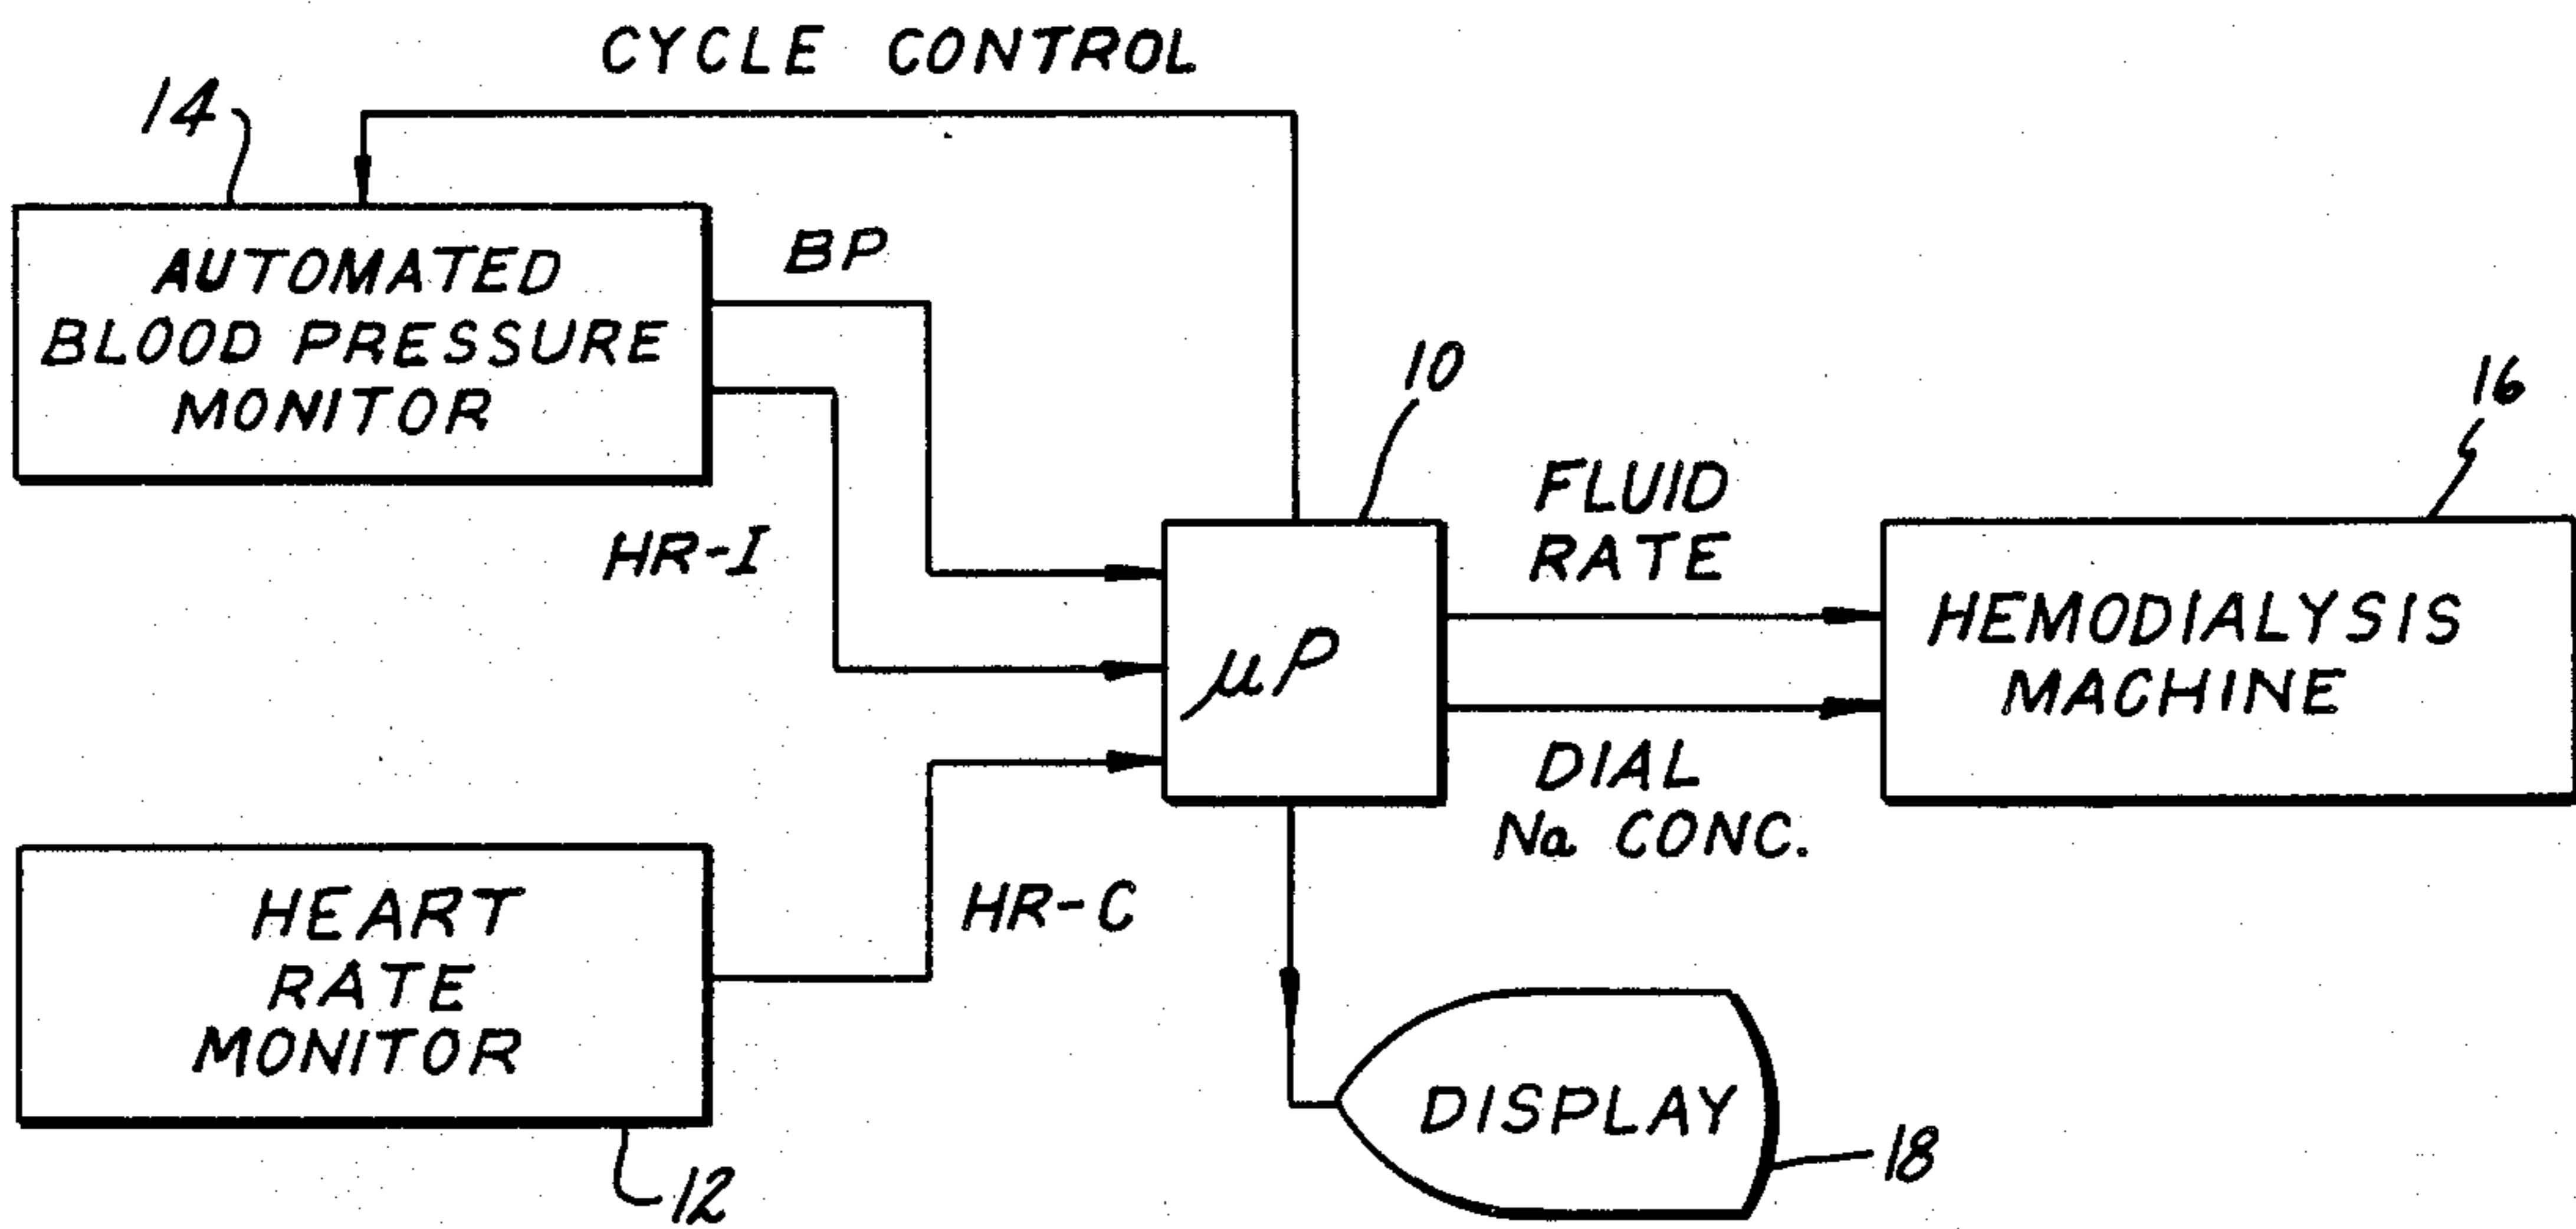 CYCLE CONTROL
14
AUTOMATED
BLOOD PRESSURE
MONITOR
BP
HR-I
10
μP
FLUID
RATE
DIAL
Na CONC.
16
HEMODIALYSIS
MACHINE
HEART
RATE
MONITOR
12
HR-C
DISPLAY
18